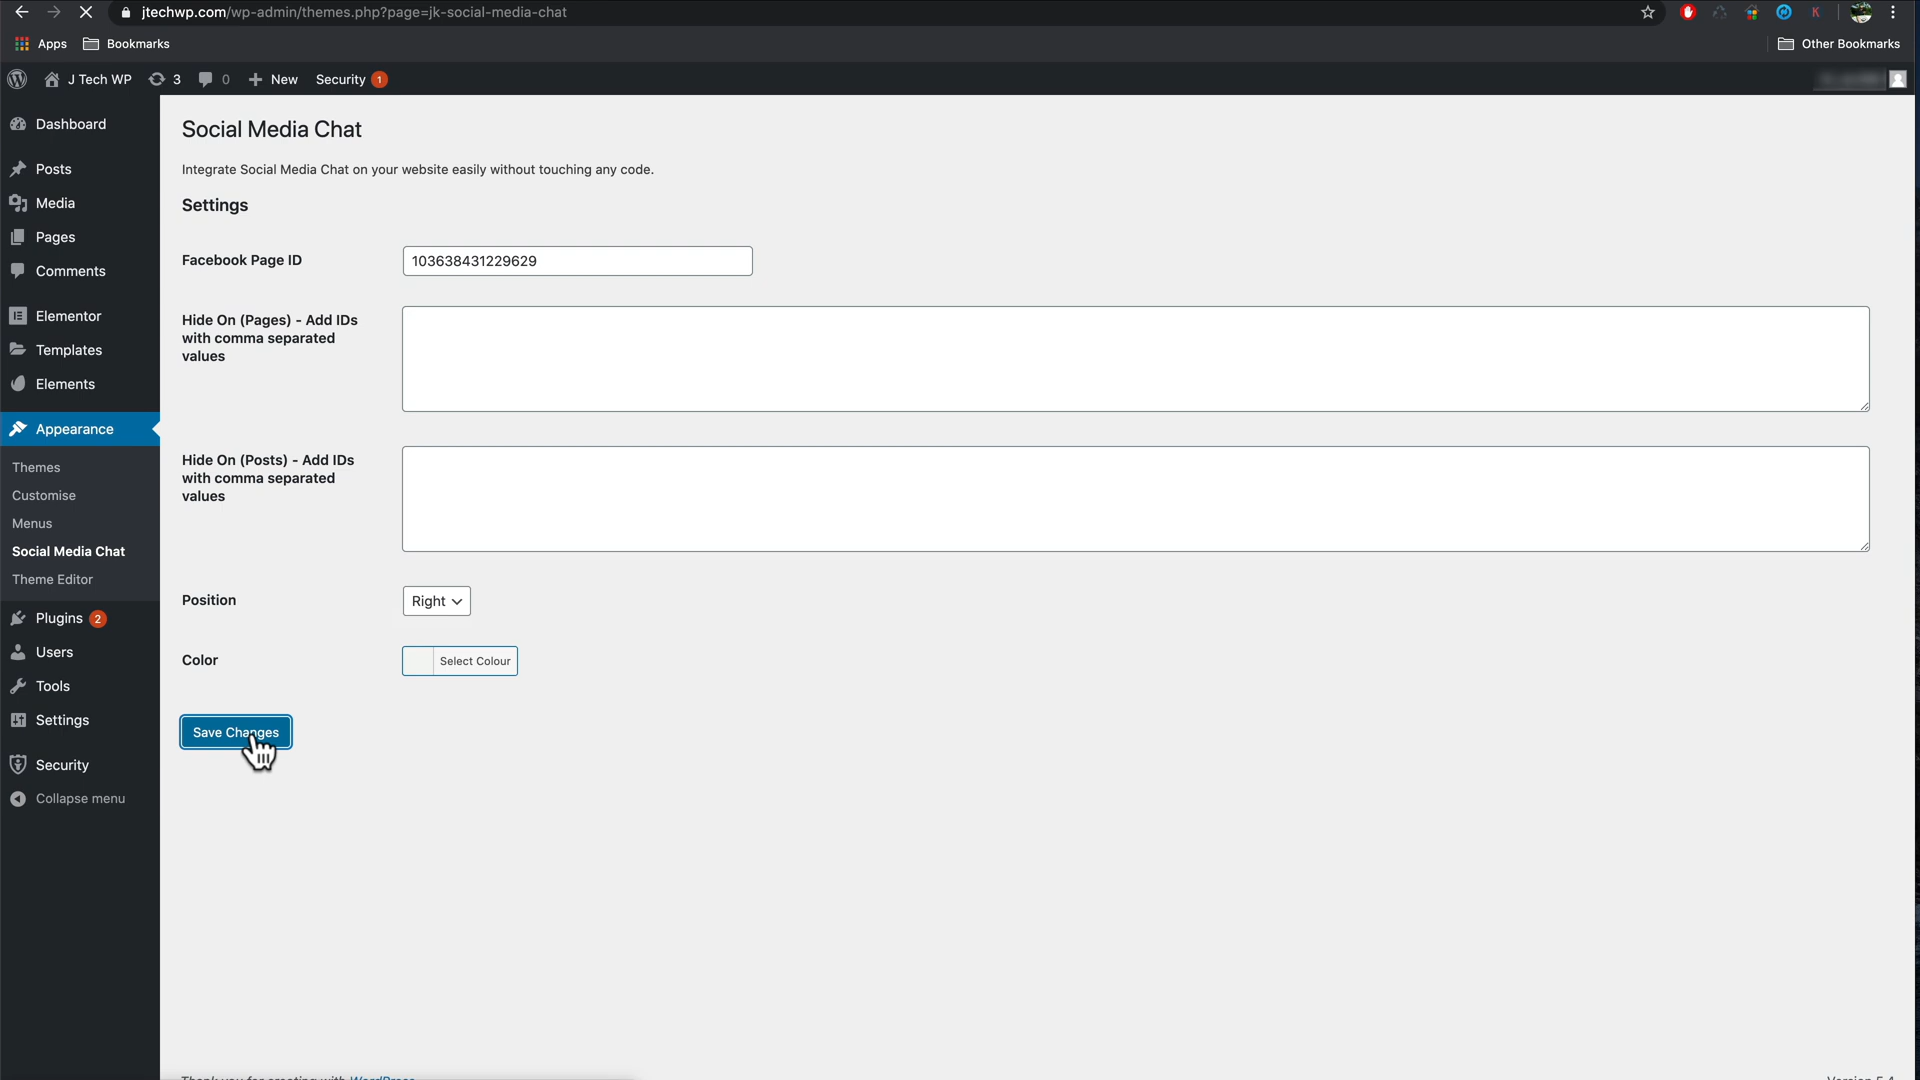 jtechwp.com/wp-admin/themes.php?page=jk-social-media-chat
Apps Bookmarks Other Bookmarks
J Tech WP 3 0 New Security 1
Dashboard
Posts
Media
Pages
Comments
Elementor
Templates
Elements
Appearance
Themes
Customise
Menus
Social Media Chat
Theme Editor
Plugins 2
Users
Tools
Settings
Security
Collapse menu
Social Media Chat
Integrate Social Media Chat on your website easily without touching any code.
Settings
Facebook Page ID 103638431229629
Hide On (Pages) - Add IDs
with comma separated
values
Hide On (Posts) - Add IDs
with comma separated
values
Position Right
Color Select Colour
Save Changes
Thank you for creating with WordPress
Version 5.4